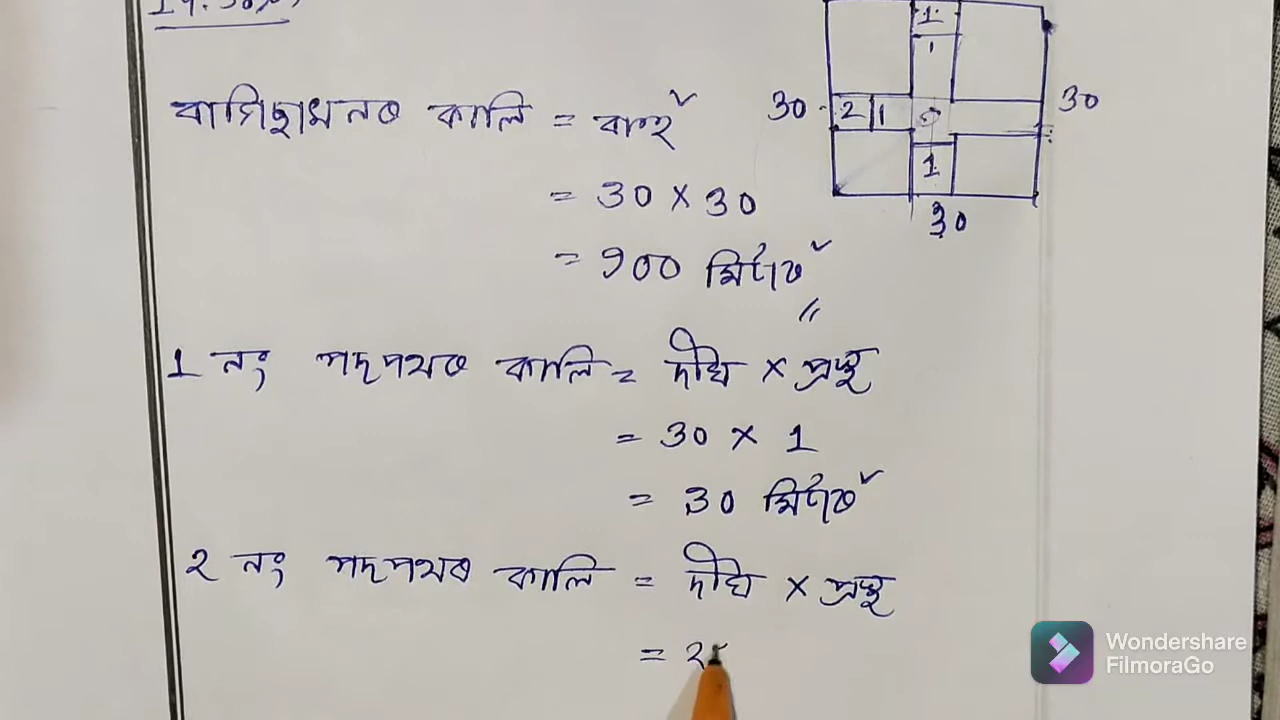 বাগিছাখনৰ কালি = বাহু²
= 30 × 30
= 900 মিটাৰ²
1 নং পদপথৰ কালি = দীঘ × প্ৰস্থ
= 30 × 1
= 30 মিটাৰ²
2 নং পদপথৰ কালি = দীঘ × প্ৰস্থ
= 2
1
1
30
2 1
30
1
30
Wondershare
FilmoraGo